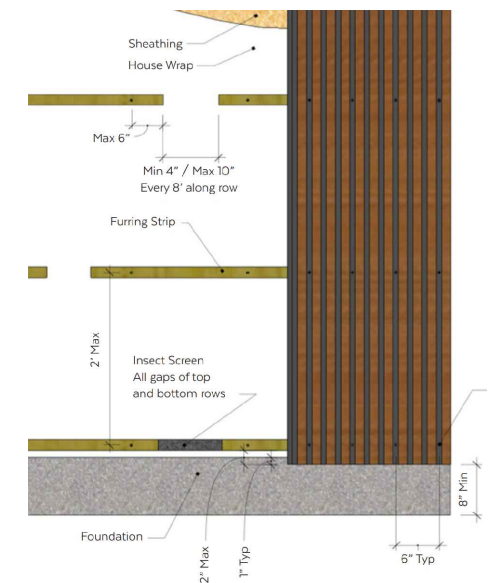 Sheathing
House Wrap
Max 6”
Min 4” / Max 10”
Every 8’ along row
Furring Strip
2’ Max
Insect Screen
All gaps of top
and bottom rows
Foundation
2” Max
1” Typ
6” Typ
8” Min